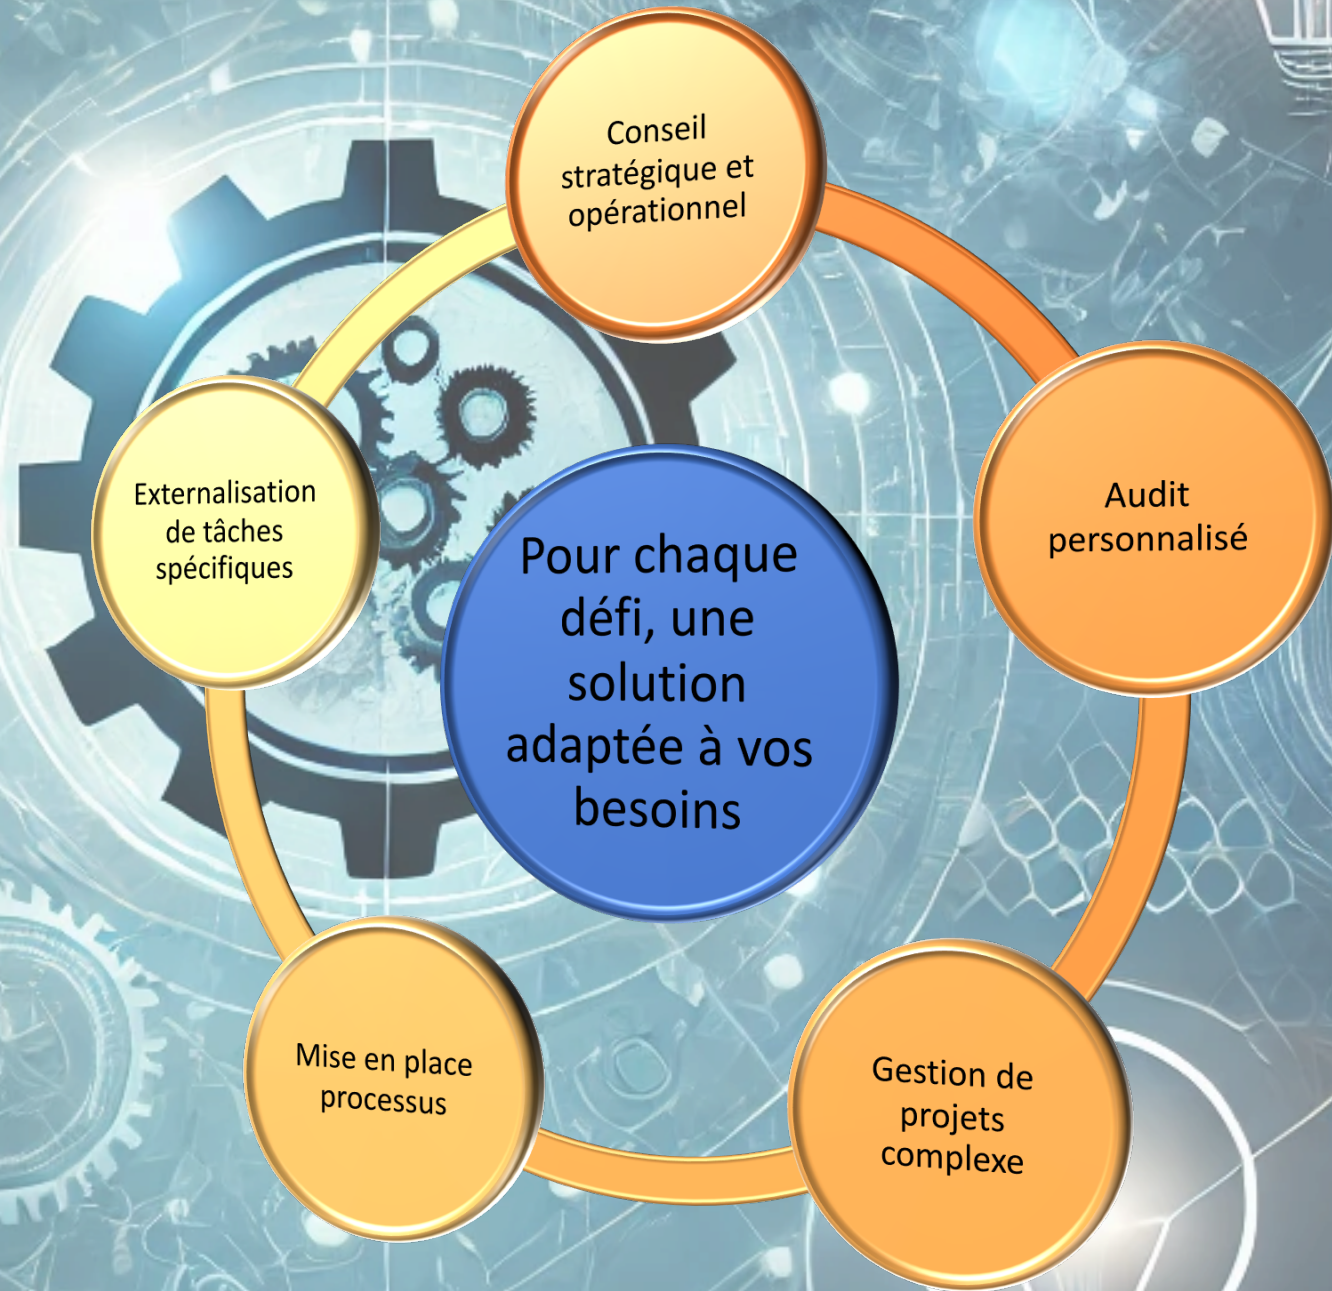 Conseil
stratégique et
opérationnel
Audit
personnalisé
Gestion de
projets
complexe
Mise en place
processus
Externalisation
de tâches
spécifiques
Pour chaque
défi, une
solution
adaptée à vos
besoins